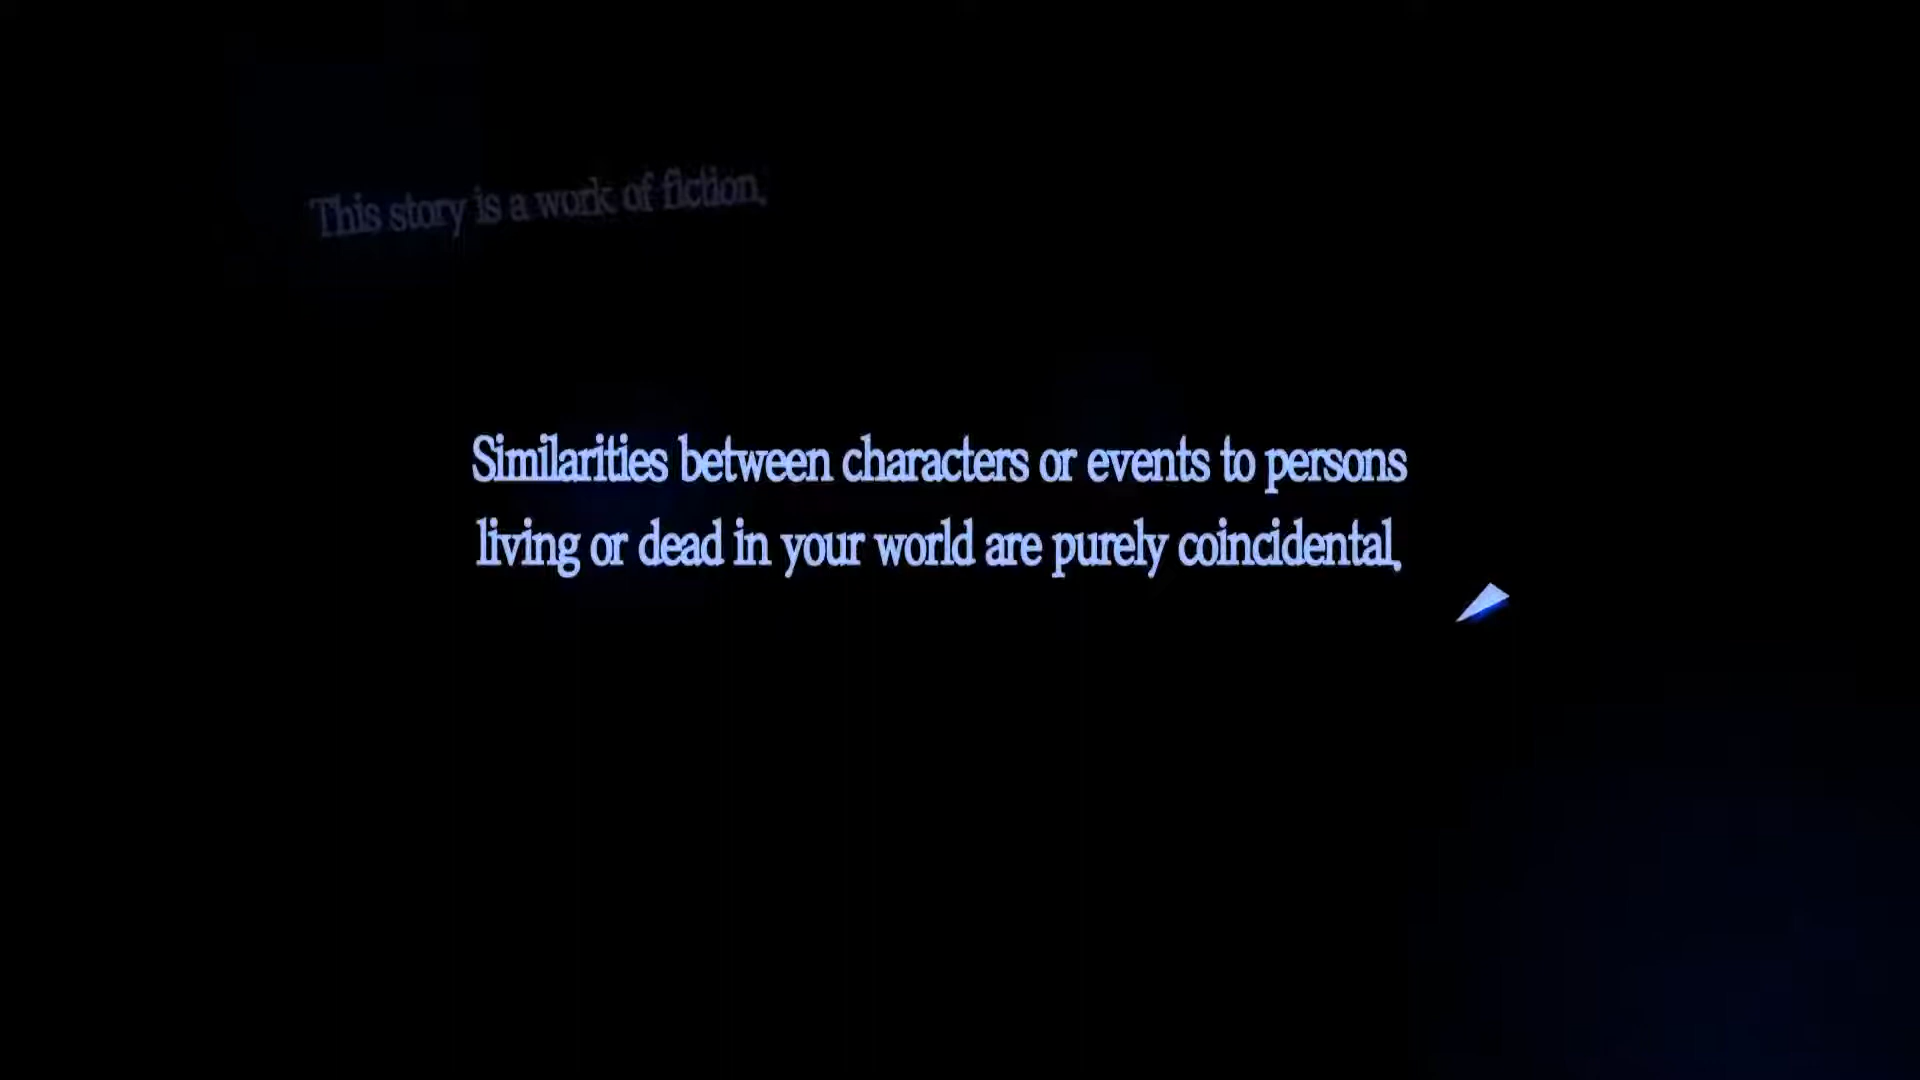 This story is a work of fiction.
Similarities between characters or events to persons
living or dead in your world are purely coincidental.